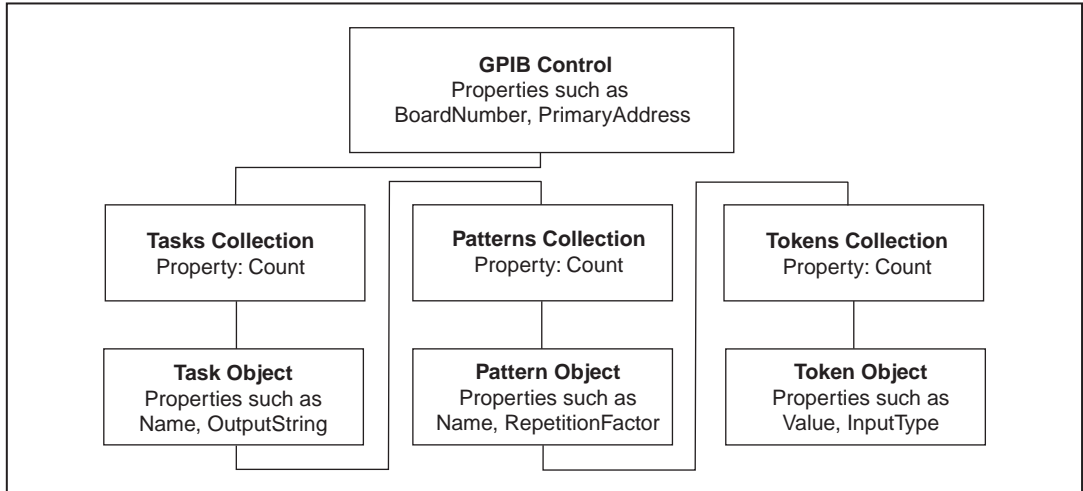 GPIB Control
Properties such as
BoardNumber, PrimaryAddress
Tasks Collection
Property: Count
Patterns Collection
Property: Count
Tokens Collection
Property: Count
Task Object
Properties such as
Name, OutputString
Pattern Object
Properties such as
Name, RepetitionFactor
Token Object
Properties such as
Value, InputType